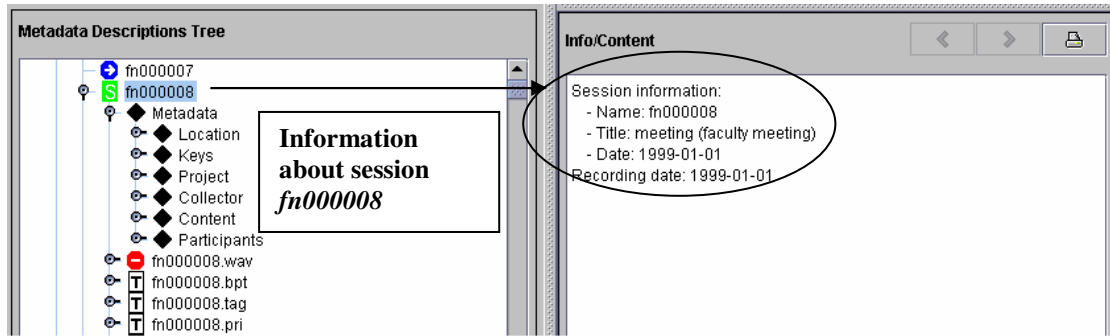 Metadata Descriptions Tree
fn000007
S fn000008
Metadata
Location
Keys
Project
Collector
Content
Participants
fn000008.wav
T fn000008.bpt
T fn000008.tag
T fn000008.pri
Information
about session
fn000008
Info/Content
Session information:
- Name: fn000008
- Title: meeting (faculty meeting)
- Date: 1999-01-01
Recording date: 1999-01-01